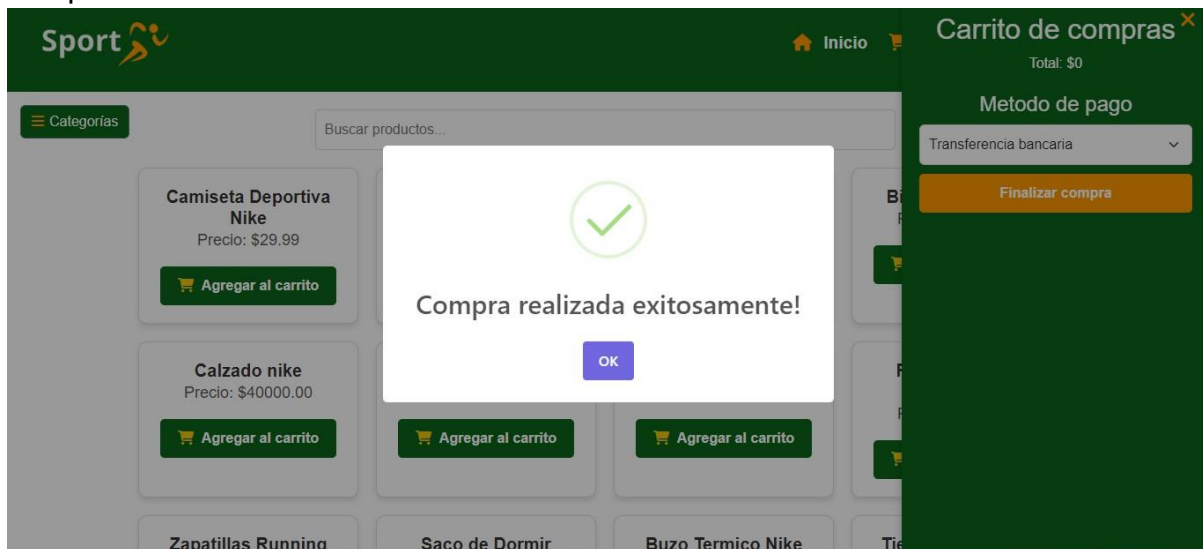 Sport
Inicio
Carrito de compras
Total: $0
Metodo de pago
Transferencia bancaria
Finalizar compra
Categorías
Buscar productos...
Camiseta Deportiva
Nike
Precio: $29.99
Agregar al carrito
Compra realizada exitosamente!
OK
Calzado nike
Precio: $40000.00
Agregar al carrito
Agregar al carrito
Agregar al carrito
Zapatillas Running
Saco de Dormir
Buzo Termico Nike